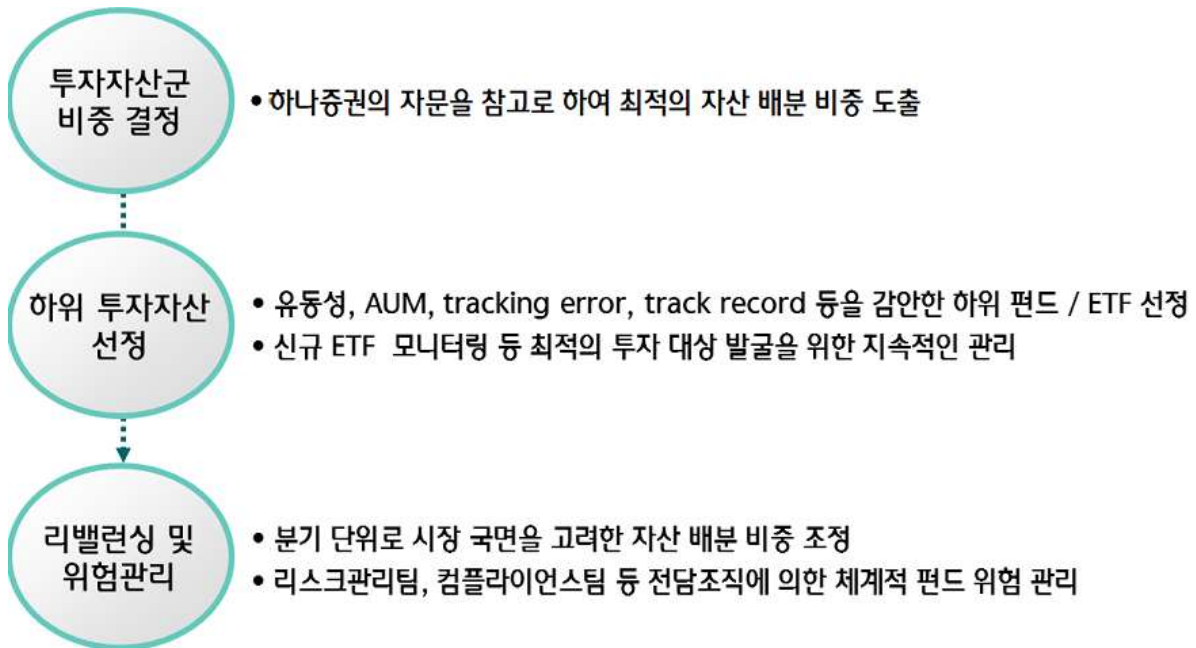 투자자산군
비중 결정
• 하나증권의 자문을 참고로 하여 최적의 자산 배분 비중 도출
하위 투자자산
선정
• 유동성, AUM, tracking error, track record 등을 감안한 하위 펀드 / ETF 선정
• 신규 ETF 모니터링 등 최적의 투자 대상 발굴을 위한 지속적인 관리
리밸런싱 및
위험관리
• 분기 단위로 시장 국면을 고려한 자산 배분 비중 조정
• 리스크관리팀, 컴플라이언스팀 등 전담조직에 의한 체계적 펀드 위험 관리